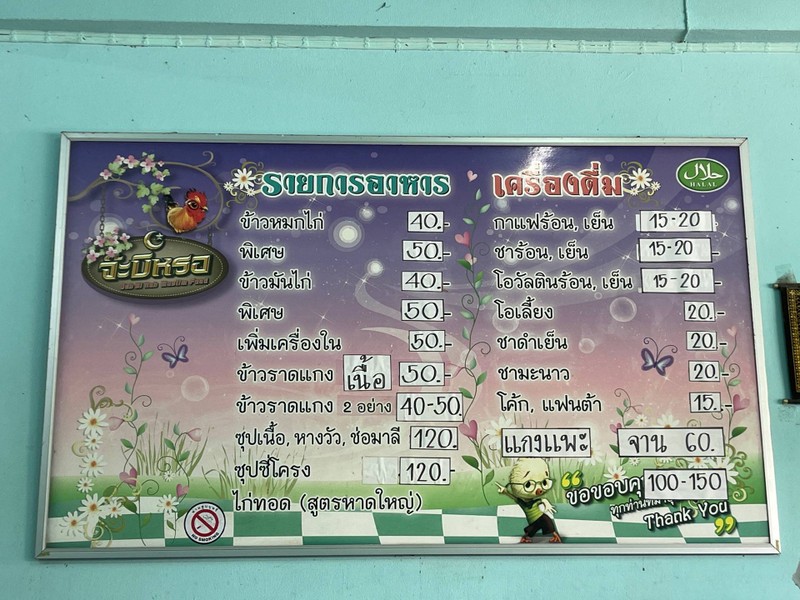 รายการอาหาร
ข้าวหมกไก่ 40.-
พิเศษ 50.-
ข้าวมันไก่ 40.-
พิเศษ 50.-
เพิ่มเครื่องใน 50.-
ข้าวราดแกง เนื้อ 50.-
ข้าวราดแกง 2 อย่าง 40-50
ซุปเนื้อ, หางวัว, ช่อมาลี 120.-
ซุปซี่โครง 120.-
ไก่ทอด (สูตรหาดใหญ่)
เครื่องดื่ม
กาแฟร้อน, เย็น 15-20
ชาร้อน, เย็น 15-20
โอวัลตินร้อน, เย็น 15-20
โอเลี้ยง 20.-
ชาดำเย็น 20.-
ชามะนาว 20.-
โค้ก, แฟนต้า 15.-
แกงแพะ จาน 60.
100-150
Thank You
จะบีหรอ
حلال
HALAL
NO SMOKING